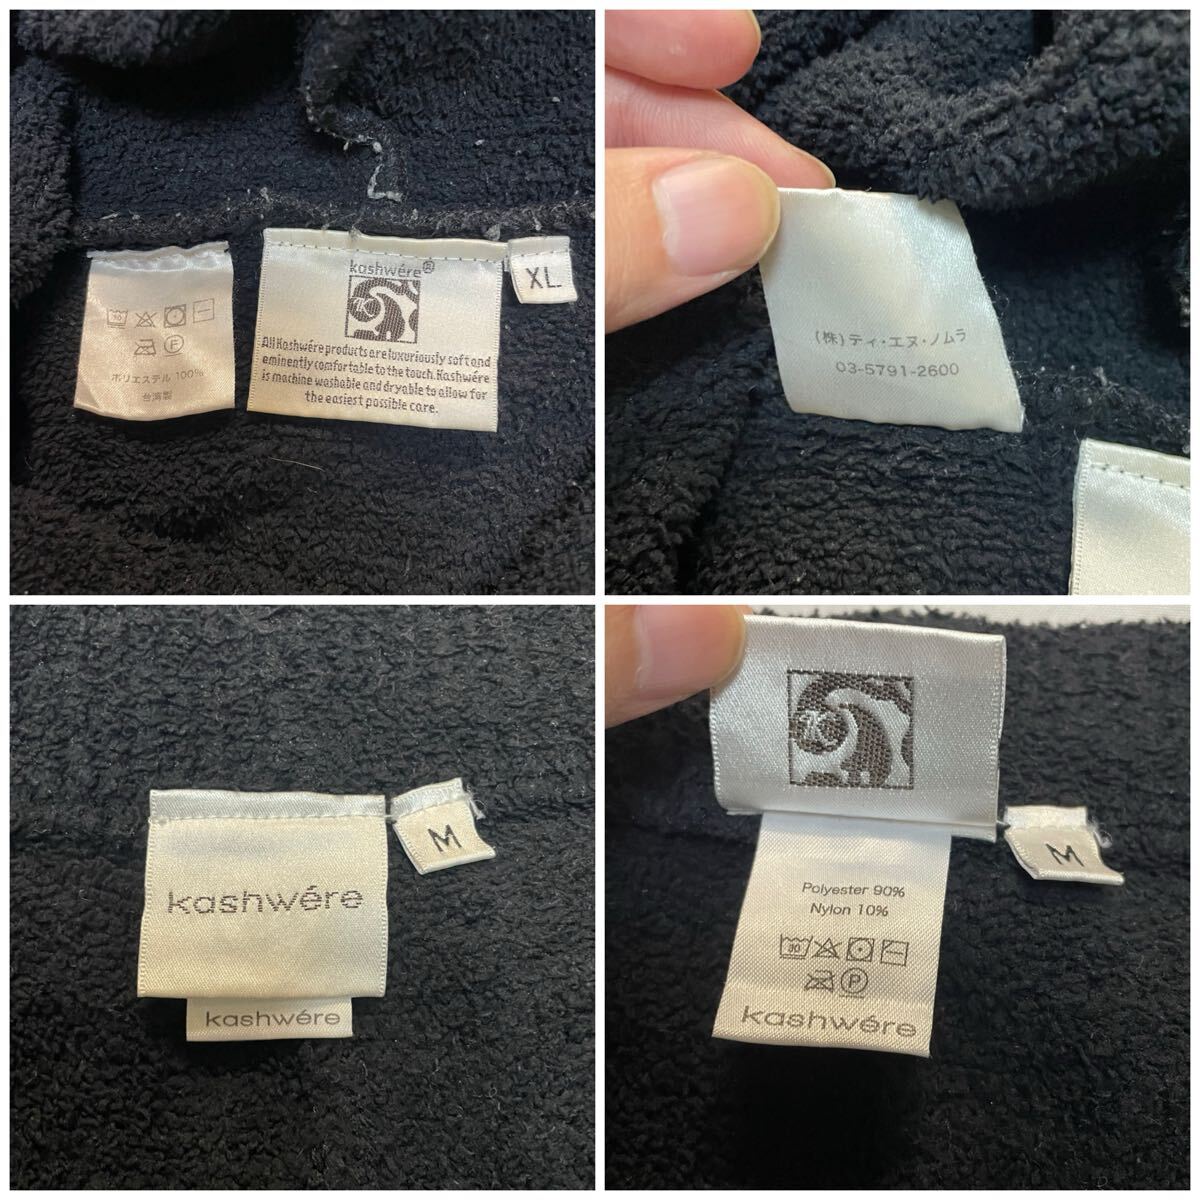 kashwére®
XL
All Kashwére products are luxuriously soft and
eminently comfortable to the touch. Kashwére
is machine washable and dryable to allow for
the easiest possible care.
30
F
ポリエステル 100%
台湾製
(株)ティ・エヌ・ノムラ
03-5791-2600
M
kashwére
kashwére
M
Polyester 90%
Nylon 10%
30
P
kashwére